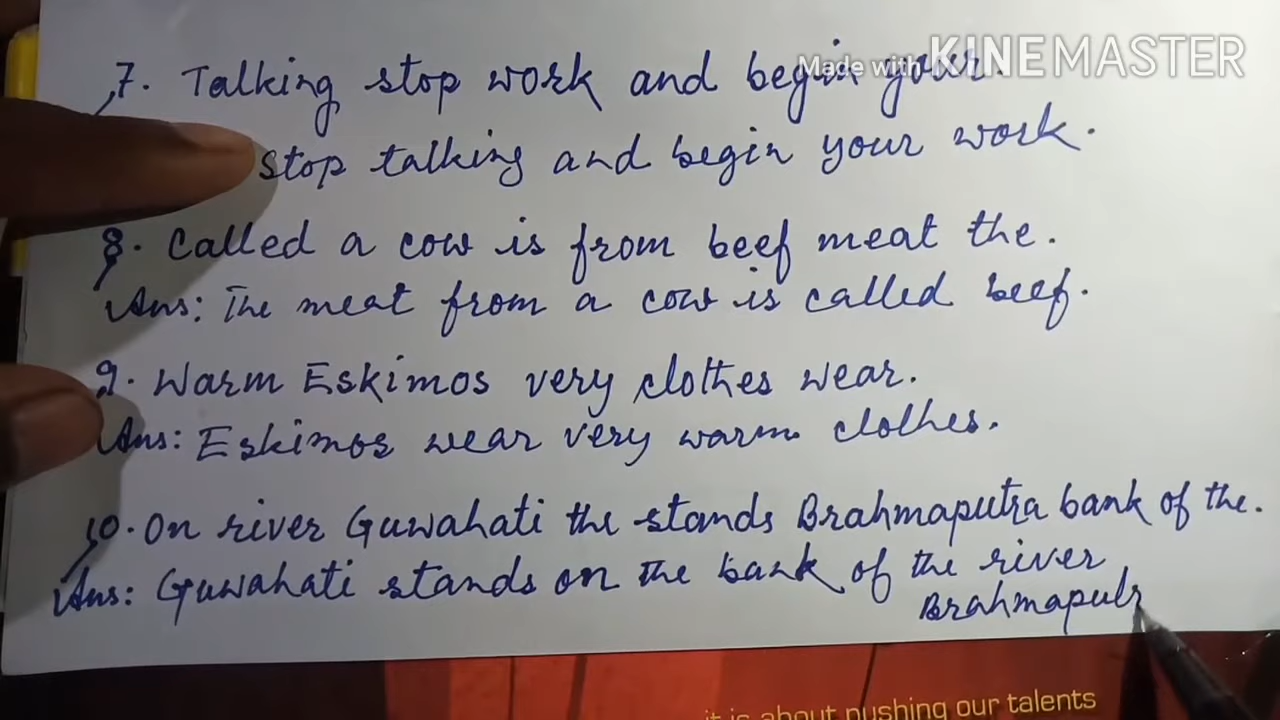 Made with KINEMASTER
7. Talking stop work and begin your.
Stop talking and begin your work.
8. Called a cow is from beef meat the.
Ans: The meat from a cow is called beef.
9. Warm Eskimos very clothes wear.
Ans: Eskimos wear very warm clothes.
10. On river Guwahati the stands Brahmaputra bank of the.
Ans: Guwahati stands on the bank of the river
Brahmaputr
it is about pushing our talents